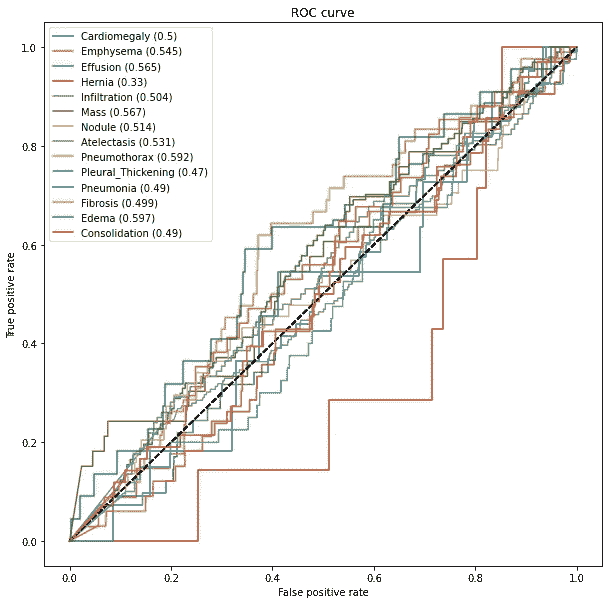 ROC curve
Cardiomegaly (0.5)
Emphysema (0.545)
Effusion (0.565)
Hernia (0.33)
Infiltration (0.504)
Mass (0.567)
Nodule (0.514)
Atelectasis (0.531)
Pneumothorax (0.592)
Pleural_Thickening (0.47)
Pneumonia (0.49)
Fibrosis (0.499)
Edema (0.597)
Consolidation (0.49)
True positive rate
1.0
0.8
0.6
0.4
0.2
0.0
0.0 0.2 0.4 0.6 0.8 1.0
False positive rate